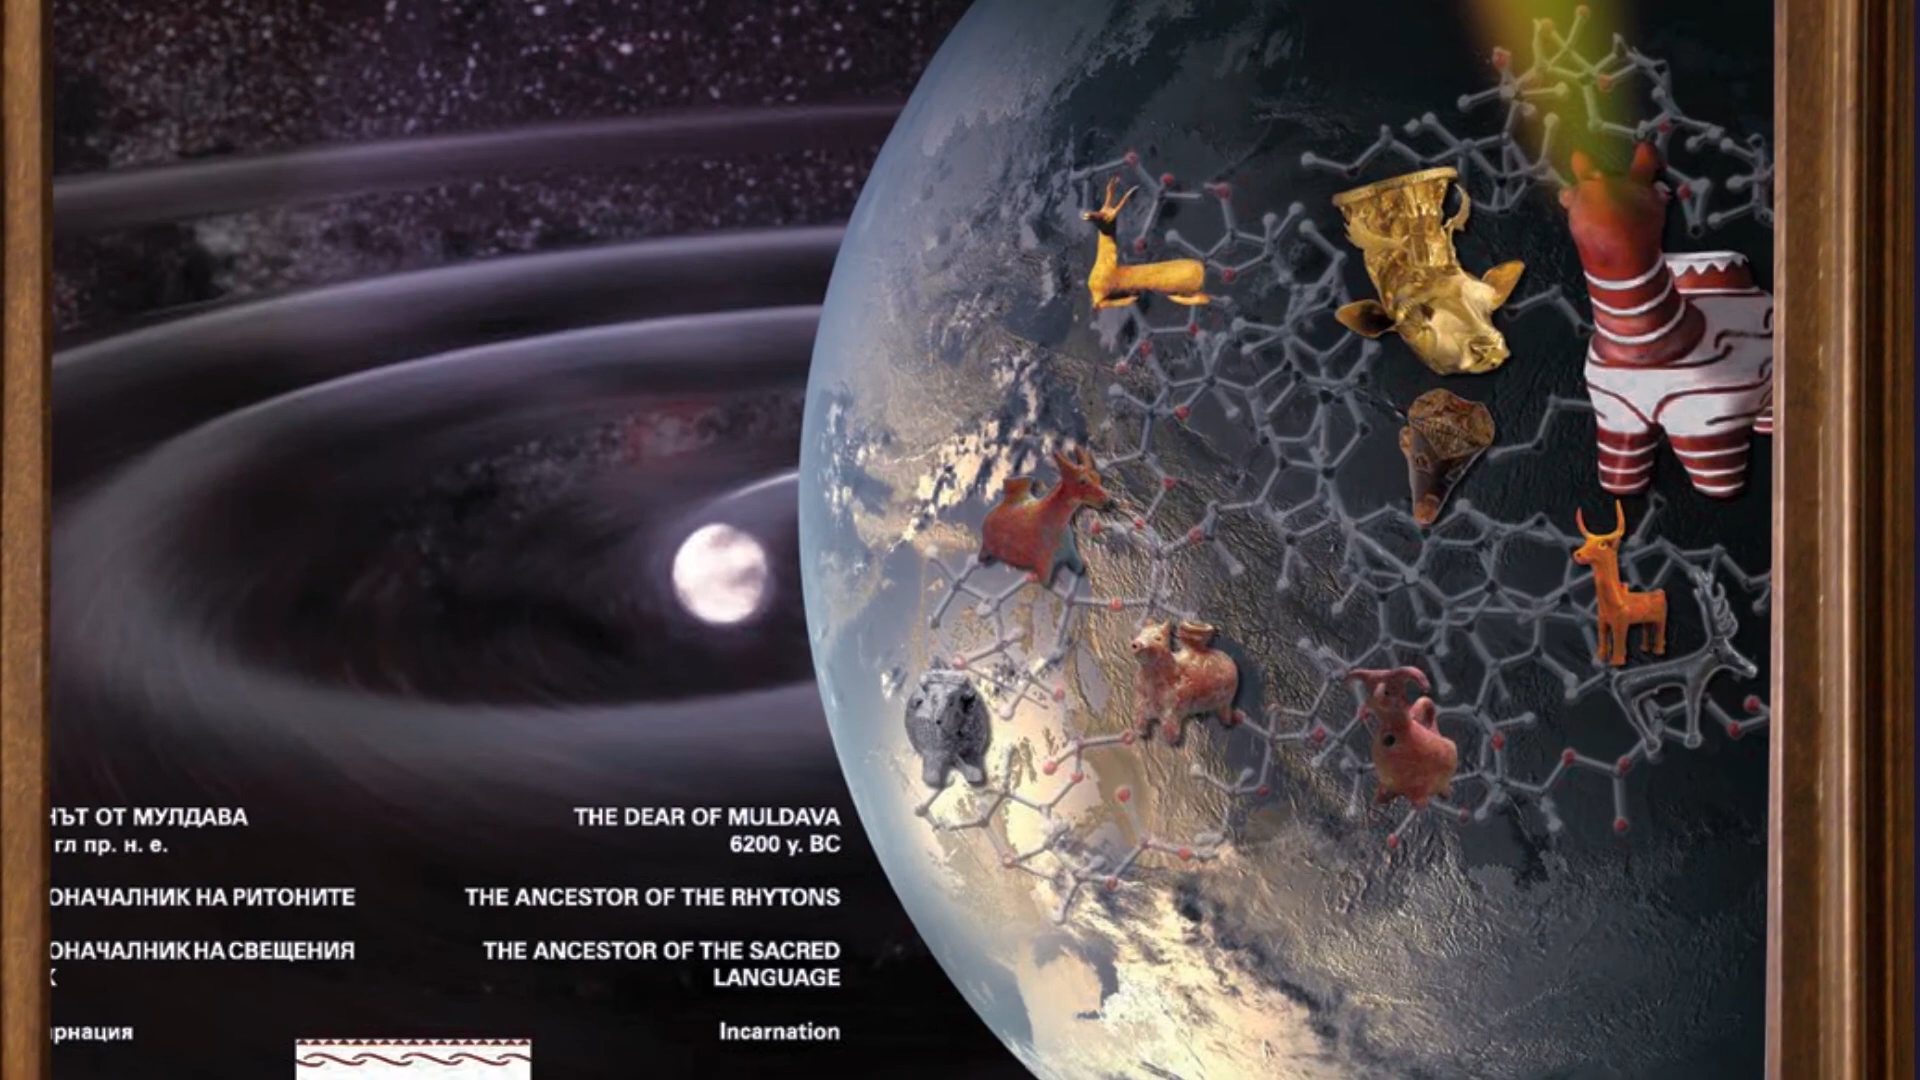 НЪТ ОТ МУЛДАВА
гл пр. н. е.
ОНАЧАЛНИК НА РИТОНИТЕ
ОНАЧАЛНИК НА СВЕЩЕНИЯ
К
рнация
THE DEAR OF MULDAVA
6200 y. BC
THE ANCESTOR OF THE RHYTONS
THE ANCESTOR OF THE SACRED
LANGUAGE
Incarnation